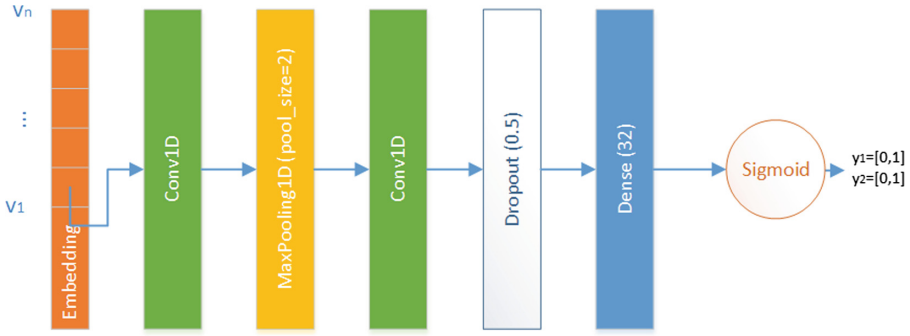 Vn
...
V1
Embedding
Conv1D
MaxPooling1D (pool_size=2)
Conv1D
Dropout (0.5)
Dense (32)
Sigmoid
y1=[0,1]
y2=[0,1]